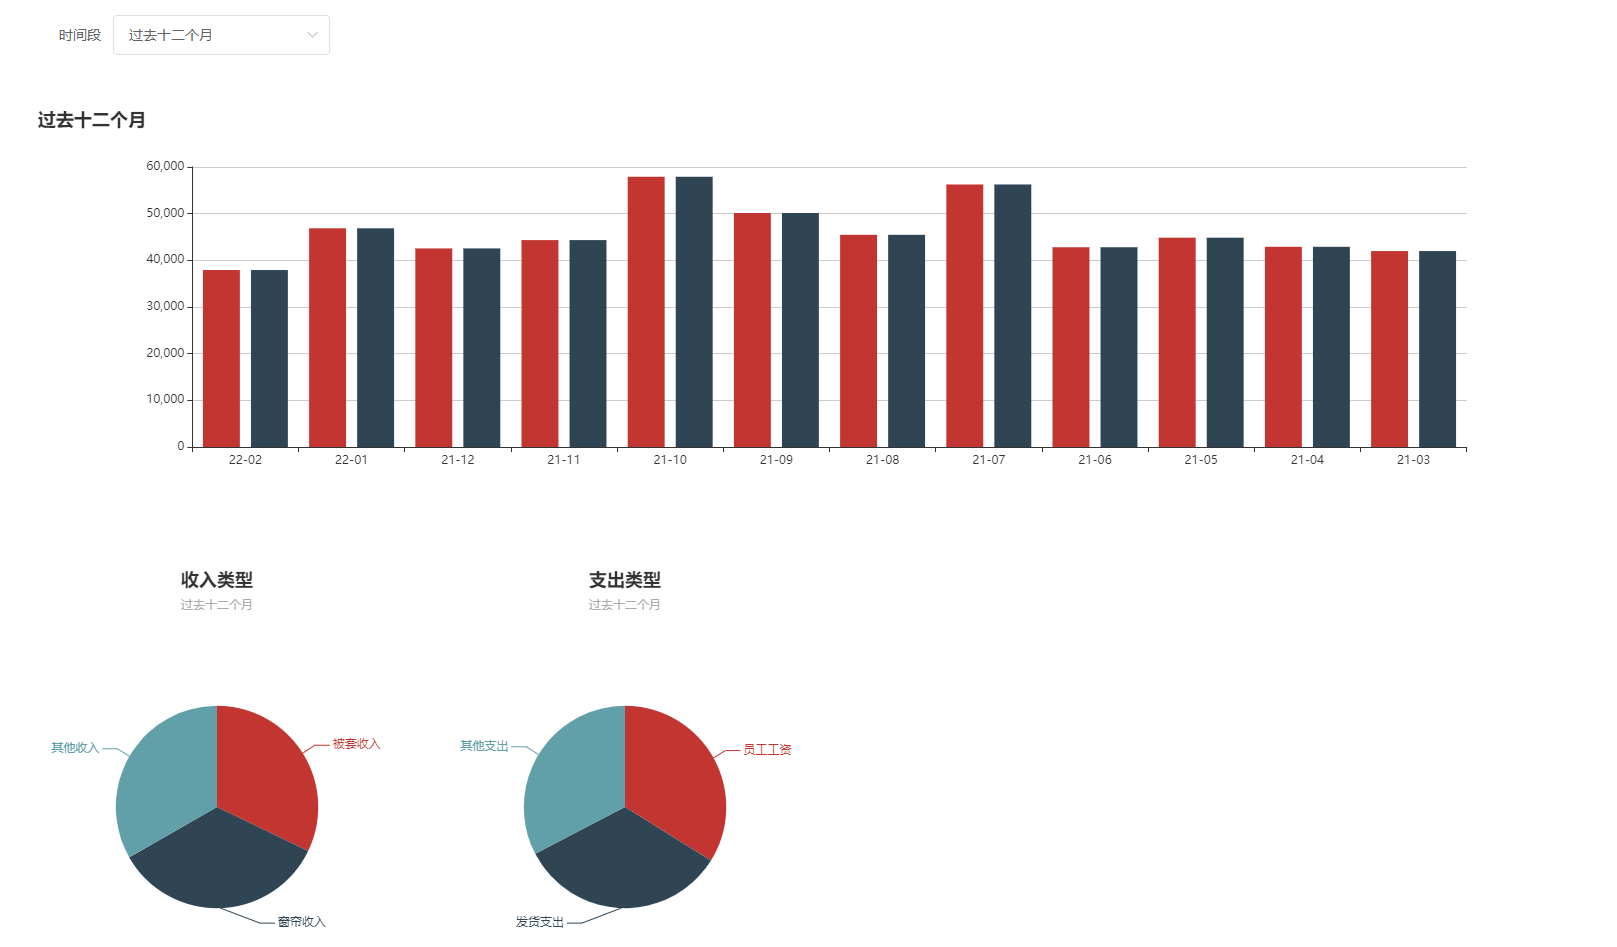 时间段 过去十二个月
过去十二个月
60,000
50,000
40,000
30,000
20,000
10,000
0
22-02 22-01 21-12 21-11 21-10 21-09 21-08 21-07 21-06 21-05 21-04 21-03
收入类型
过去十二个月
其他收入
被套收入
窗帘收入
支出类型
过去十二个月
其他支出
员工工资
发货支出